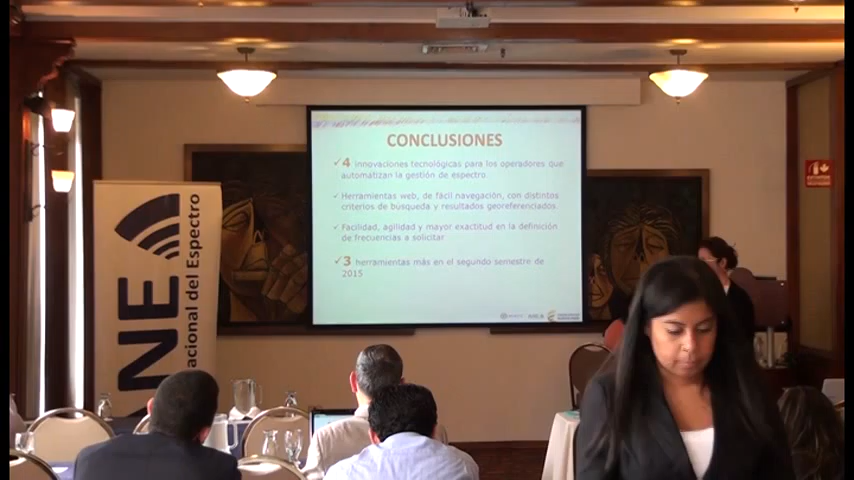 CONCLUSIONES
✓4 innovaciones tecnológicas para los operadores que
automatizan la gestión de espectro.
✓ Herramientas web, de fácil navegación, con distintos
criterios de búsqueda y resultados georeferenciados.
✓ Facilidad, agilidad y mayor exactitud en la definición
de frecuencias a solicitar
✓3 herramientas más en el segundo semestre de
2015
NE
acional del Espectro